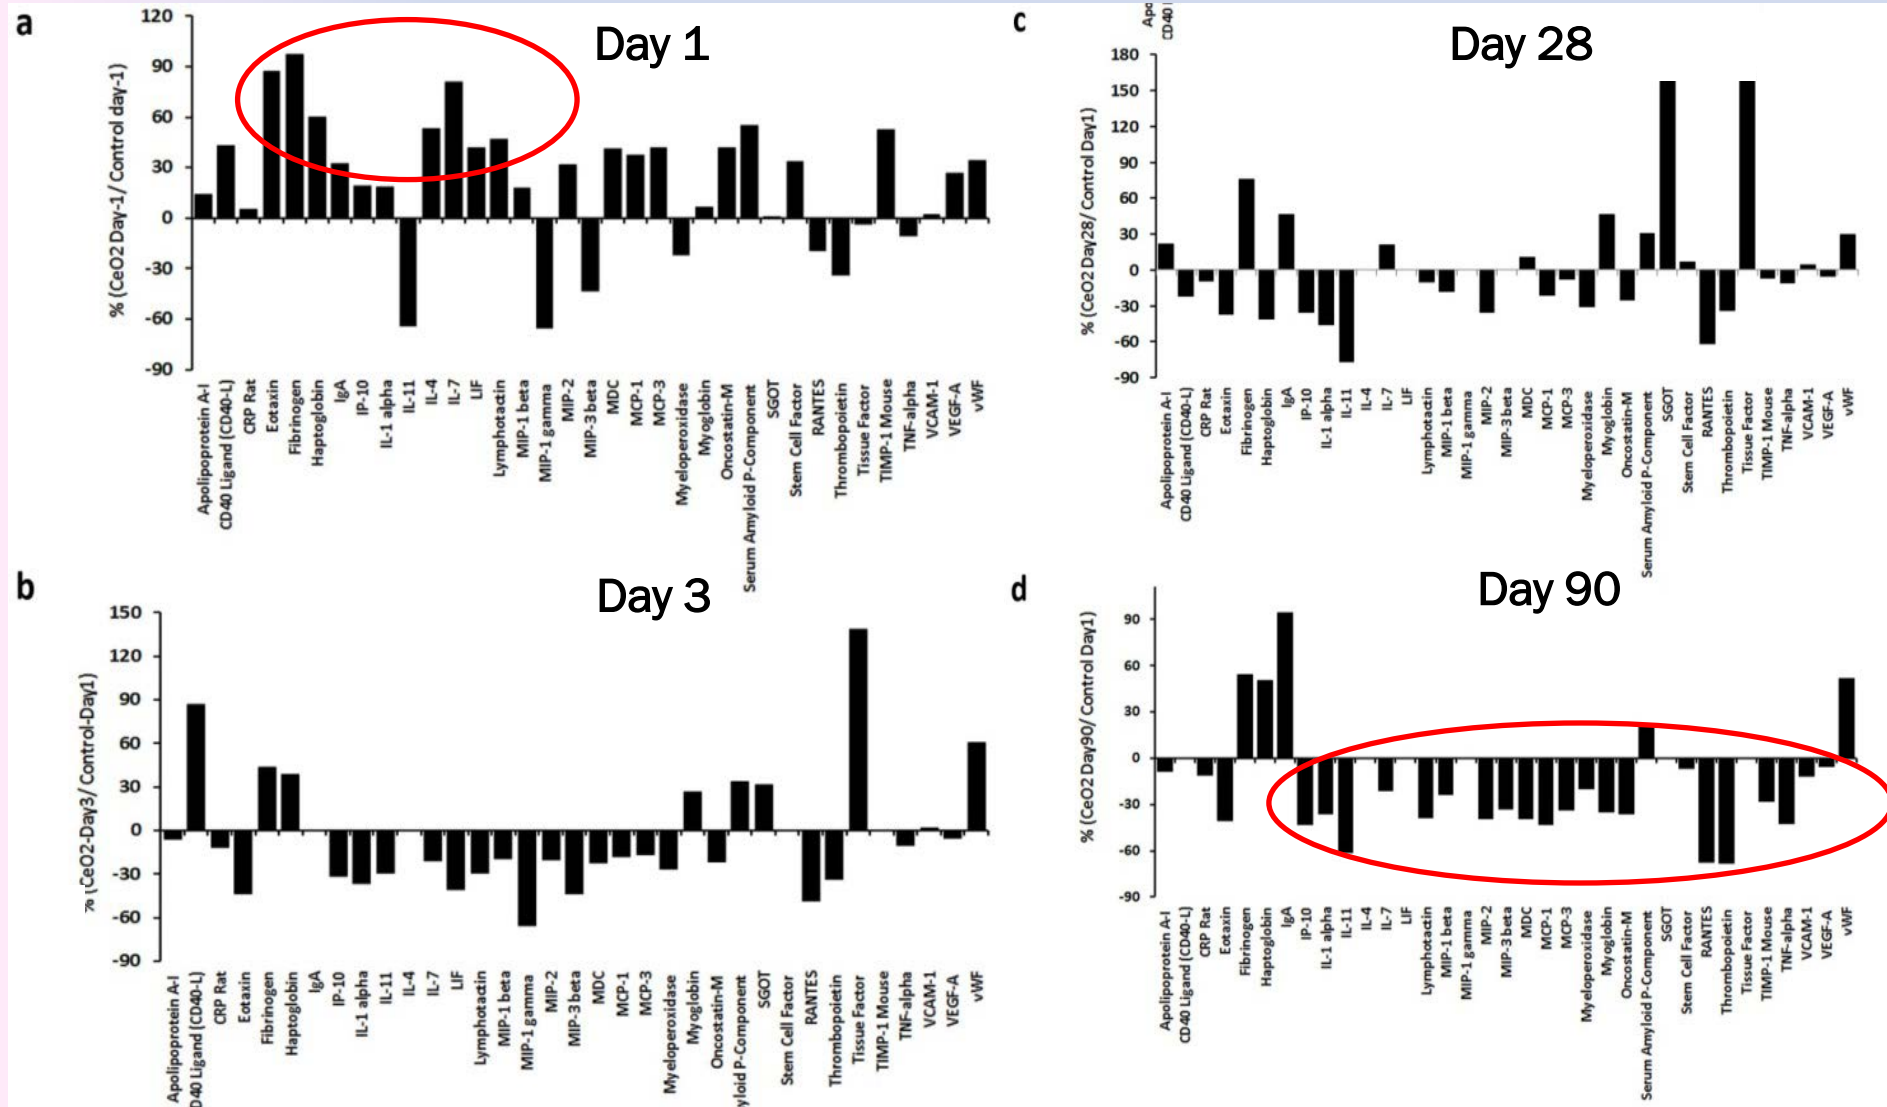 a
Day 1
% (CeO2 Day-1/ Control day-1)
120
90
60
30
0
-30
-60
-90
Apolipoprotein A-I
CD40 Ligand (CD40-L)
CRP Rat
Eotaxin
Fibrinogen
Haptoglobin
IgA
IP-10
IL-1 alpha
IL-11
IL-4
IL-7
LIF
Lymphotactin
MIP-1 beta
MIP-1 gamma
MIP-2
MIP-3 beta
MDC
MCP-1
MCP-3
Myeloperoxidase
Myoglobin
Oncostatin-M
Serum Amyloid P-Component
SGOT
Stem Cell Factor
RANTES
Thrombopoietin
Tissue Factor
TIMP-1 Mouse
TNF-alpha
VCAM-1
VEGF-A
vWF
b
Day 3
% (CeO2-Day3/ Control-Day1)
150
120
90
60
30
0
-30
-60
-90
Apolipoprotein A-I
D40 Ligand (CD40-L)
CRP Rat
Eotaxin
Fibrinogen
Haptoglobin
IgA
IP-10
IL-1 alpha
IL-11
IL-4
IL-7
LIF
Lymphotactin
MIP-1 beta
MIP-1 gamma
MIP-2
MIP-3 beta
MDC
MCP-1
MCP-3
Myeloperoxidase
Myoglobin
Oncostatin-M
yloid P-Component
SGOT
Stem Cell Factor
RANTES
Thrombopoietin
Tissue Factor
TIMP-1 Mouse
TNF-alpha
VCAM-1
VEGF-A
vWF
c
Apo
CD40
Day 28
% (CeO2 Day28/ Control Day1)
180
150
120
90
60
30
0
-30
-60
-90
Apolipoprotein A-I
CD40 Ligand (CD40-L)
CRP Rat
Eotaxin
Fibrinogen
Haptoglobin
IgA
IP-10
IL-1 alpha
IL-11
IL-4
IL-7
LIF
Lymphotactin
MIP-1 beta
MIP-1 gamma
MIP-2
MIP-3 beta
MDC
MCP-1
MCP-3
Myeloperoxidase
Myoglobin
Oncostatin-M
Serum Amyloid P-Component
SGOT
Stem Cell Factor
RANTES
Thrombopoietin
Tissue Factor
TIMP-1 Mouse
TNF-alpha
VCAM-1
VEGF-A
vWF
d
Day 90
% (CeO2 Day90/ Control Day1)
90
60
30
0
-30
-60
-90
Apolipoprotein A-I
CD40 Ligand (CD40-L)
CRP Rat
Eotaxin
Fibrinogen
Haptoglobin
IgA
IP-10
IL-1 alpha
IL-11
IL-4
IL-7
LIF
Lymphotactin
MIP-1 beta
MIP-1 gamma
MIP-2
MIP-3 beta
MDC
MCP-1
MCP-3
Myeloperoxidase
Myoglobin
Oncostatin-M
Serum Amyloid P-Component
SGOT
Stem Cell Factor
RANTES
Thrombopoietin
Tissue Factor
TIMP-1 Mouse
TNF-alpha
VCAM-1
VEGF-A
vWF